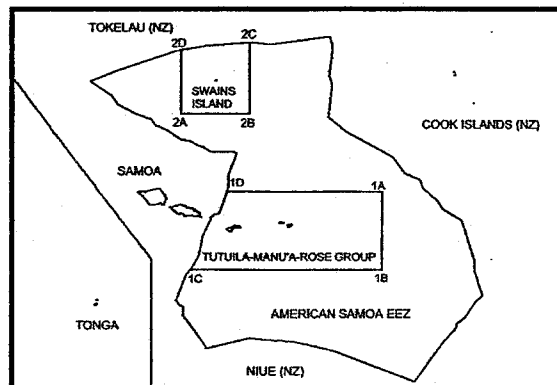 TOKELAU (NZ)
2D
2C
SWAINS
ISLAND
2A
2B
COOK ISLANDS (NZ)
SAMOA
1D
1A
TUTUILA-MANU'A-ROSE GROUP
1C
1B
AMERICAN SAMOA EEZ
TONGA
NIUE (NZ)